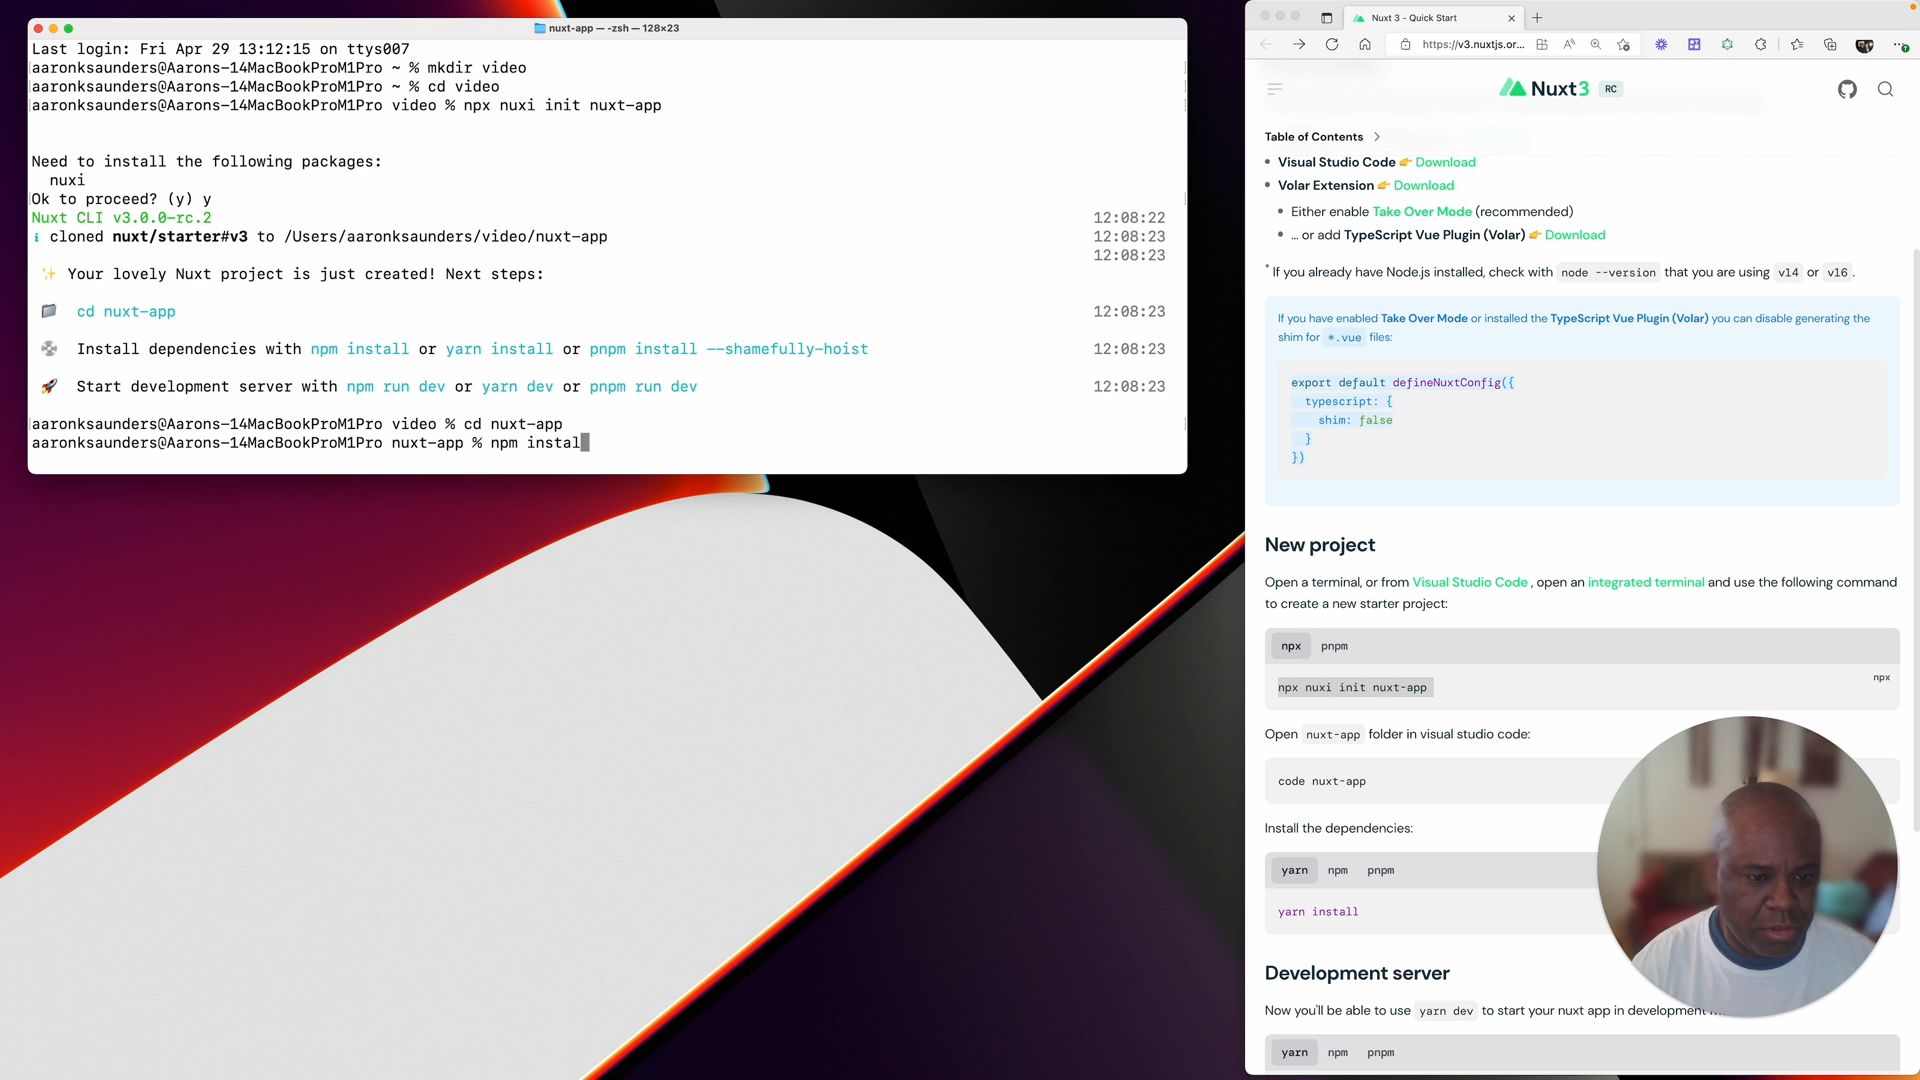 nuxt-app — -zsh — 128×23
Last login: Fri Apr 29 13:12:15 on ttys007
aaronksaunders@Aarons-14MacBookProM1Pro ~ % mkdir video
aaronksaunders@Aarons-14MacBookProM1Pro ~ % cd video
aaronksaunders@Aarons-14MacBookProM1Pro video % npx nuxi init nuxt-app
Need to install the following packages:
nuxi
Ok to proceed? (y) y
Nuxt CLI v3.0.0-rc.2 12:08:22
ℹ cloned nuxt/starter#v3 to /Users/aaronksaunders/video/nuxt-app 12:08:23
12:08:23
✨ Your lovely Nuxt project is just created! Next steps:
📁 cd nuxt-app 12:08:23
💿 Install dependencies with npm install or yarn install or pnpm install --shamefully-hoist 12:08:23
🚀 Start development server with npm run dev or yarn dev or pnpm run dev 12:08:23
aaronksaunders@Aarons-14MacBookProM1Pro video % cd nuxt-app
aaronksaunders@Aarons-14MacBookProM1Pro nuxt-app % npm instal
Nuxt 3 - Quick Start
https://v3.nuxtjs.or...
Nuxt3 RC
Table of Contents
• Visual Studio Code 👉 Download
• Volar Extension 👉 Download
• Either enable Take Over Mode (recommended)
• ... or add TypeScript Vue Plugin (Volar) 👉 Download
* If you already have Node.js installed, check with node --version that you are using v14 or v16 .
If you have enabled Take Over Mode or installed the TypeScript Vue Plugin (Volar) you can disable generating the
shim for *.vue files:
export default defineNuxtConfig({
typescript: {
shim: false
}
})
New project
Open a terminal, or from Visual Studio Code , open an integrated terminal and use the following command
to create a new starter project:
npx pnpm
npx
npx nuxi init nuxt-app
Open nuxt-app folder in visual studio code:
code nuxt-app
Install the dependencies:
yarn npm pnpm
yarn install
Development server
Now you'll be able to use yarn dev to start your nuxt app in development
yarn npm pnpm